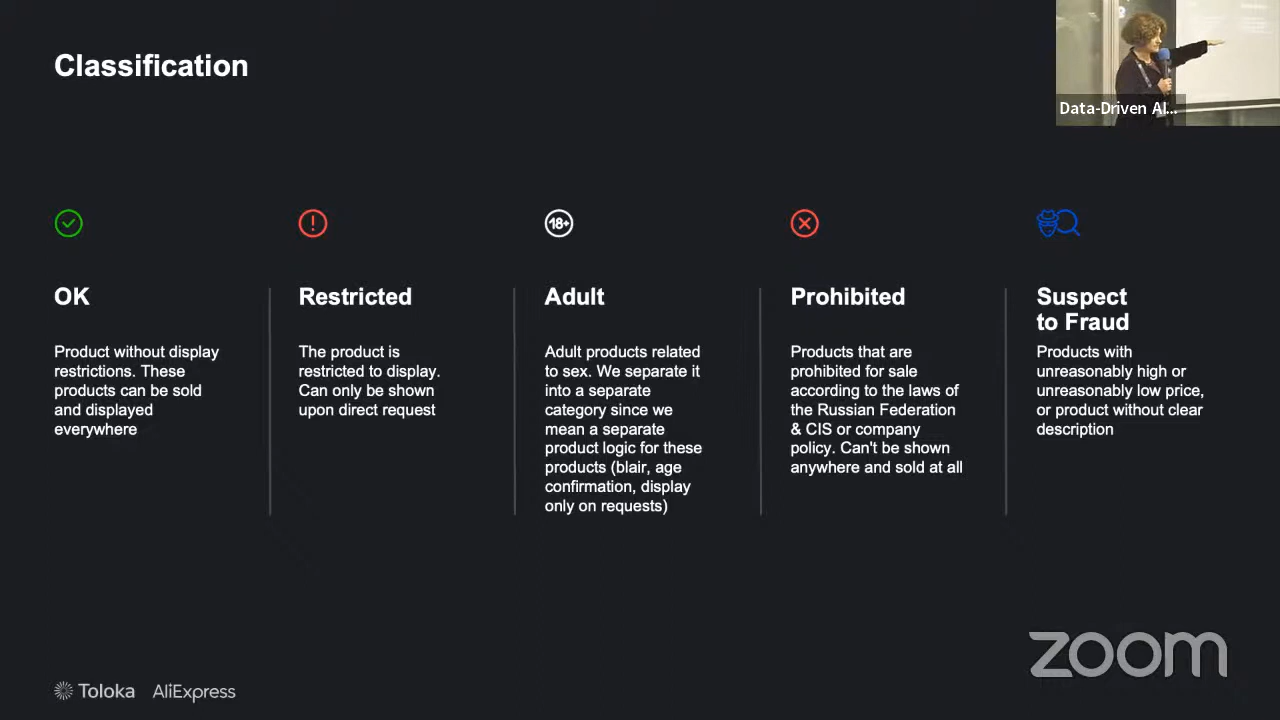 Classification
Data-Driven AI...
18+
OK
Product without display
restrictions. These
products can be sold
and displayed
everywhere
Restricted
The product is
restricted to display.
Can only be shown
upon direct request
Adult
Adult products related
to sex. We separate it
into a separate
category since we
mean a separate
product logic for these
products (blair, age
confirmation, display
only on requests)
Prohibited
Products that are
prohibited for sale
according to the laws of
the Russian Federation
& CIS or company
policy. Can't be shown
anywhere and sold at all
Suspect
to Fraud
Products with
unreasonably high or
unreasonably low price,
or product without clear
description
Toloka AliExpress
zoom